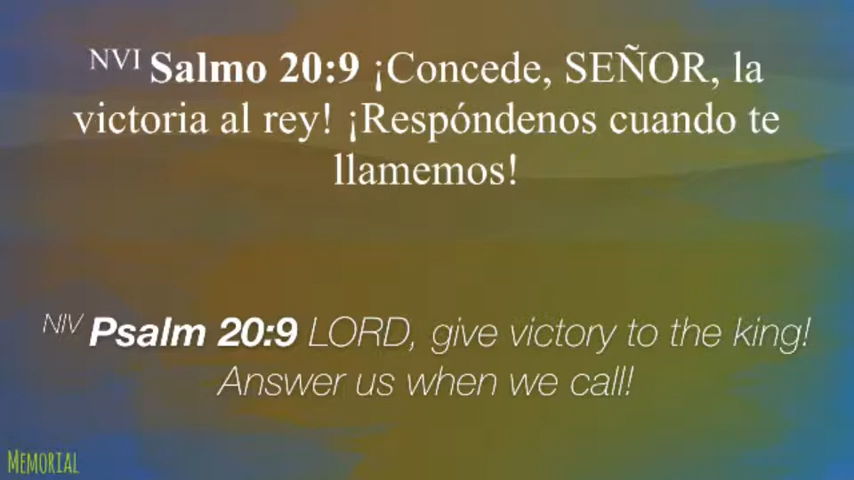 NVI Salmo 20:9 ¡Concede, SEÑOR, la
victoria al rey! ¡Respóndenos cuando te
llamemos!
NIV Psalm 20:9 LORD, give victory to the king!
Answer us when we call!
MEMORIAL